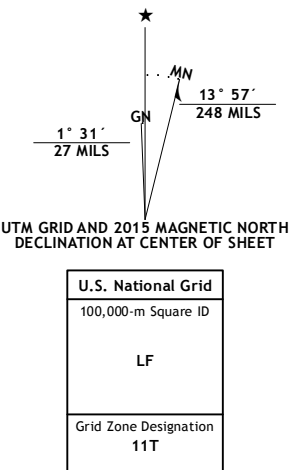 ★
MN
GN
13° 57´
248 MILS
1° 31´
27 MILS
UTM GRID AND 2015 MAGNETIC NORTH
DECLINATION AT CENTER OF SHEET
U.S. National Grid
100,000-m Square ID
LF
Grid Zone Designation
11T